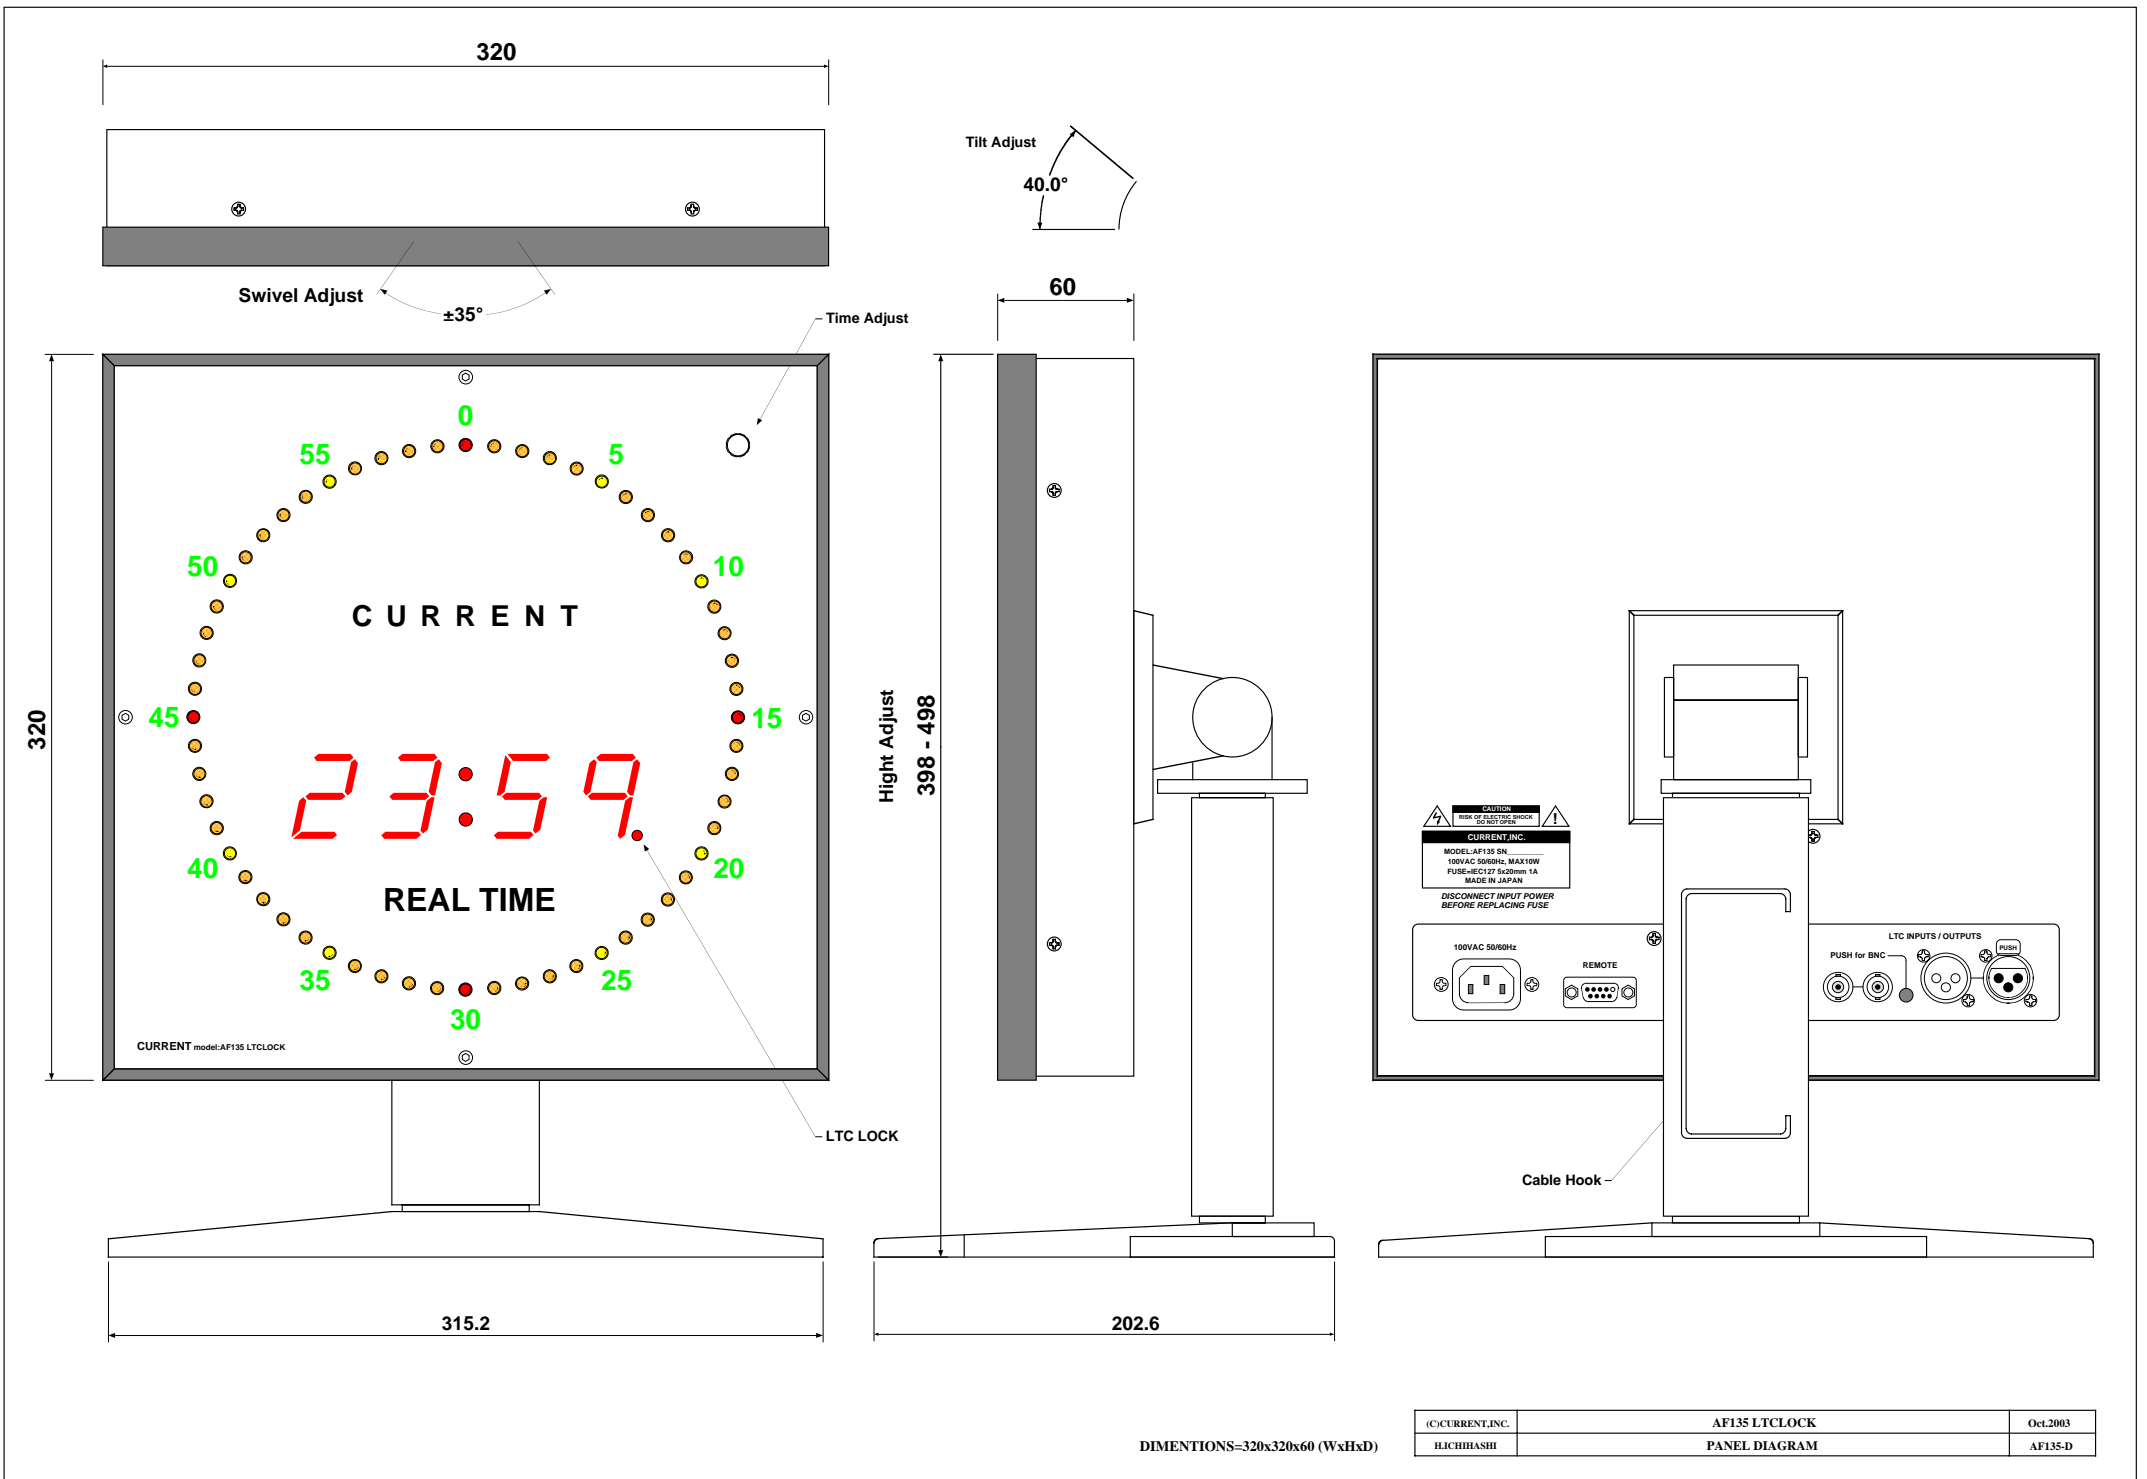 320
Tilt Adjust
40.0°
Swivel Adjust
±35°
60
Time Adjust
0
5
10
15
20
25
30
35
40
45
50
55
CURRENT
23:59
REAL TIME
CURRENT model:AF135 LTCLOCK
320
LTC LOCK
315.2
Hight Adjust
398 - 498
202.6
CAUTION
RISK OF ELECTRIC SHOCK
DO NOT OPEN
!
CURRENT,INC.
MODEL:AF135 SN________
100VAC 50/60Hz, MAX10W
FUSE=IEC127 5x20mm 1A
MADE IN JAPAN
DISCONNECT INPUT POWER
BEFORE REPLACING FUSE
100VAC 50/60Hz
REMOTE
LTC INPUTS / OUTPUTS
PUSH for BNC
PUSH
Cable Hook
DIMENTIONS=320x320x60 (WxHxD)
(C)CURRENT,INC. AF135 LTCLOCK Oct.2003
H.ICHIHASHI PANEL DIAGRAM AF135-D